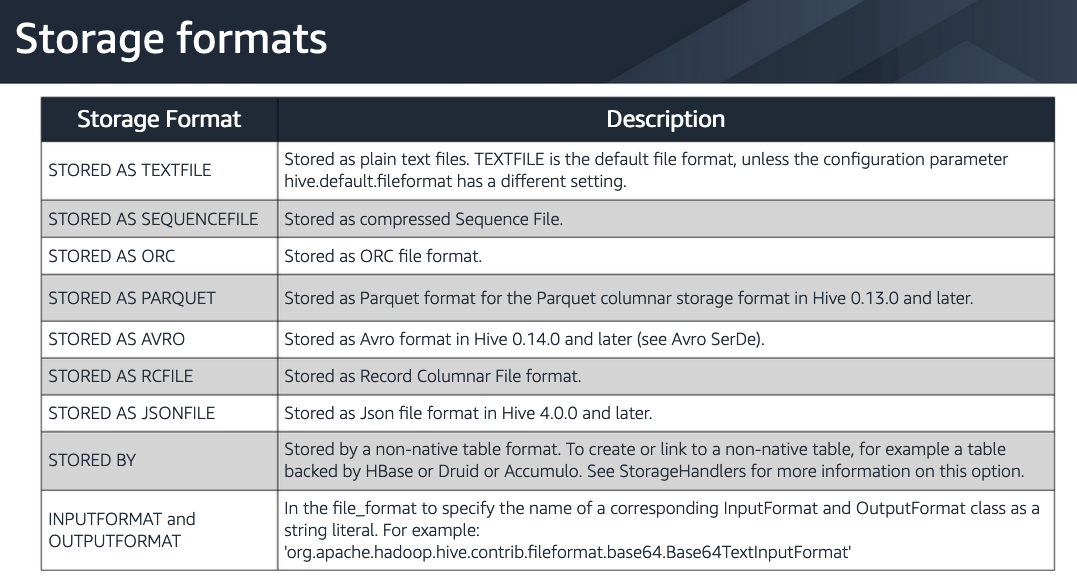 Storage formats
Storage Format
Description
STORED AS TEXTFILE
Stored as plain text files. TEXTFILE is the default file format, unless the configuration parameter
hive.default.fileformat has a different setting.
STORED AS SEQUENCEFILE
Stored as compressed Sequence File.
STORED AS ORC
Stored as ORC file format.
STORED AS PARQUET
Stored as Parquet format for the Parquet columnar storage format in Hive 0.13.0 and later.
STORED AS AVRO
Stored as Avro format in Hive 0.14.0 and later (see Avro SerDe).
STORED AS RCFILE
Stored as Record Columnar File format.
STORED AS JSONFILE
Stored as Json file format in Hive 4.0.0 and later.
STORED BY
Stored by a non-native table format. To create or link to a non-native table, for example a table
backed by HBase or Druid or Accumulo. See StorageHandlers for more information on this option.
INPUTFORMAT and
OUTPUTFORMAT
In the file_format to specify the name of a corresponding InputFormat and OutputFormat class as a
string literal. For example:
'org.apache.hadoop.hive.contrib.fileformat.base64.Base64TextInputFormat'